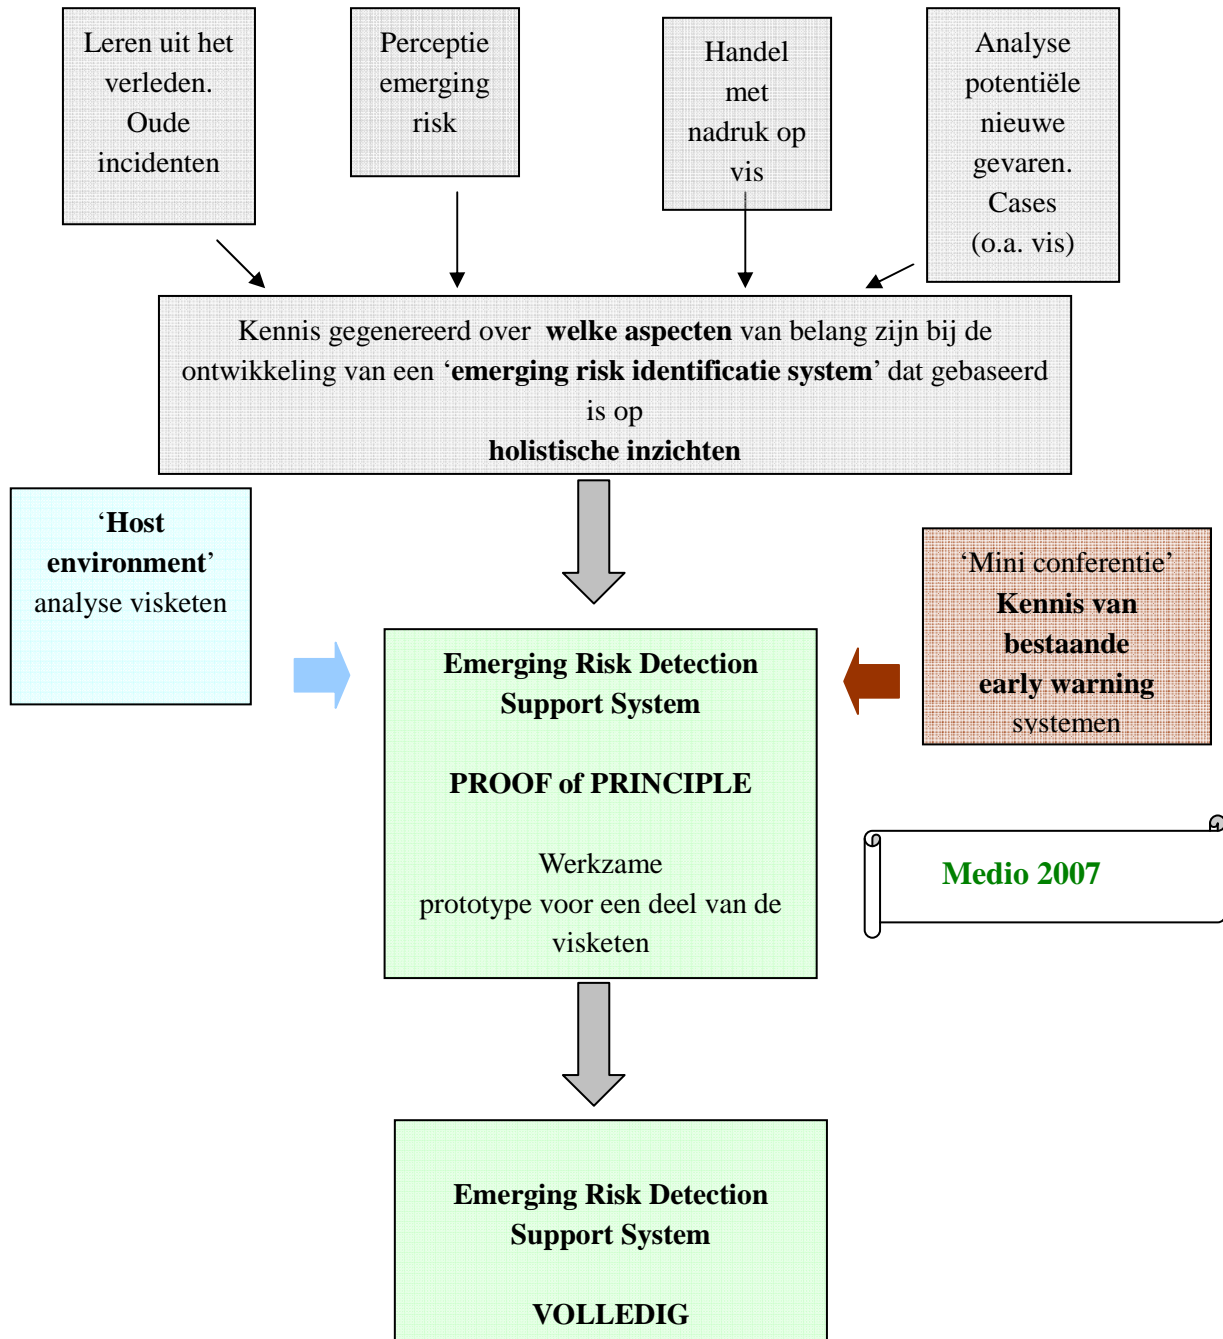 Leren uit het
verleden.
Oude
incidenten
Perceptie
emerging
risk
Handel
met
nadruk op
vis
Analyse
potentiële
nieuwe
gevaren.
Cases
(o.a. vis)
Kennis gegenereerd over welke aspecten van belang zijn bij de
ontwikkeling van een ‘emerging risk identificatie system’ dat gebaseerd
is op
holistische inzichten
‘Host
environment’
analyse visketen
‘Mini conferentie’
Kennis van
bestaande
early warning
systemen
Emerging Risk Detection
Support System
PROOF of PRINCIPLE
Werkzame
prototype voor een deel van de
visketen
Medio 2007
Emerging Risk Detection
Support System
VOLLEDIG